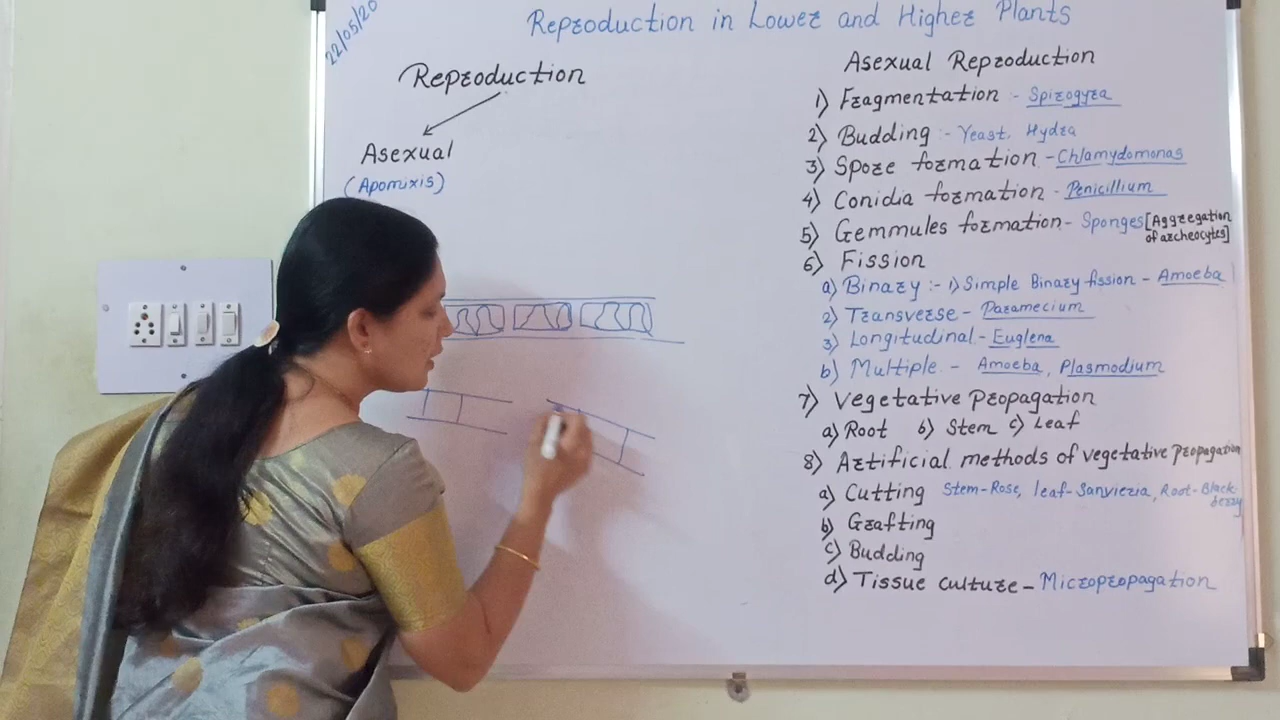 22/05/20
Reproduction in Lower and Higher Plants
Reproduction
Asexual
(Apomixis)
Asexual Reproduction
1) Fragmentation :- Spirogyra
2) Budding :- Yeast, Hydra
3) Spore formation - Chlamydomonas
4) Conidia formation - Penicillium
5) Gemmules formation - Sponges [Aggregation
of archeocytes]
6) Fission
a) Binary :- 1) Simple Binary fission - Amoeba
2) Transverse - Paramecium
3) Longitudinal - Euglena
b) Multiple - Amoeba, Plasmodium
7) Vegetative Propagation
a) Root b) Stem c) Leaf
8) Artificial methods of vegetative propagation
a) Cutting Stem-Rose, leaf-Sanvieria, Root-Black
berry
b) Grafting
c) Budding
d) Tissue culture - Micropropagation